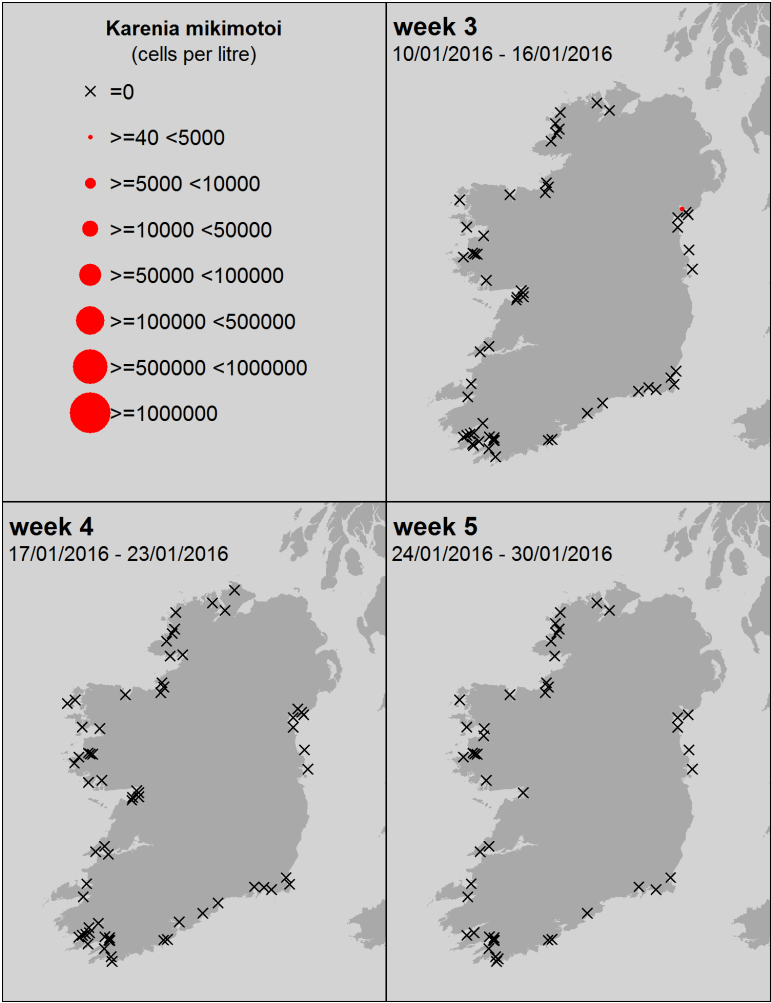 Karenia mikimotoi
(cells per litre)
=0
>=40 <5000
>=5000 <10000
>=10000 <50000
>=50000 <100000
>=100000 <500000
>=500000 <1000000
>=1000000
week 3
10/01/2016 - 16/01/2016
week 4
17/01/2016 - 23/01/2016
week 5
24/01/2016 - 30/01/2016